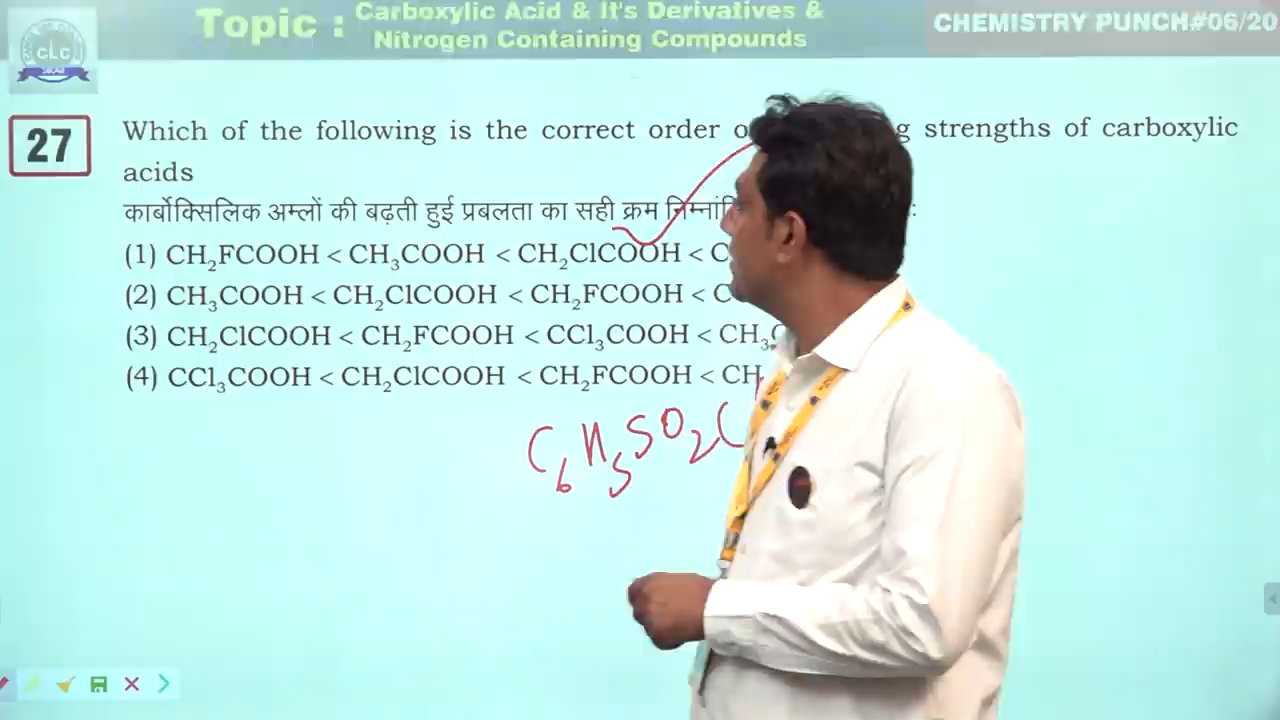 Topic : Carboxylic Acid & It's Derivatives &
Nitrogen Containing Compounds
CHEMISTRY PUNCH#06/20
CLC
27
Which of the following is the correct order strengths of carboxylic
acids
कार्बोक्सिलिक अम्लों की बढ़ती हुई प्रबलता का सही क्रम
(1) CH₂FCOOH < CH₃COOH < CH₂ClCOOH < C
(2) CH₃COOH < CH₂ClCOOH < CH₂FCOOH < C
(3) CH₂ClCOOH < CH₂FCOOH < CCl₃COOH < CH₃
(4) CCl₃COOH < CH₂ClCOOH < CH₂FCOOH < CH
C₆H₅SO₂C